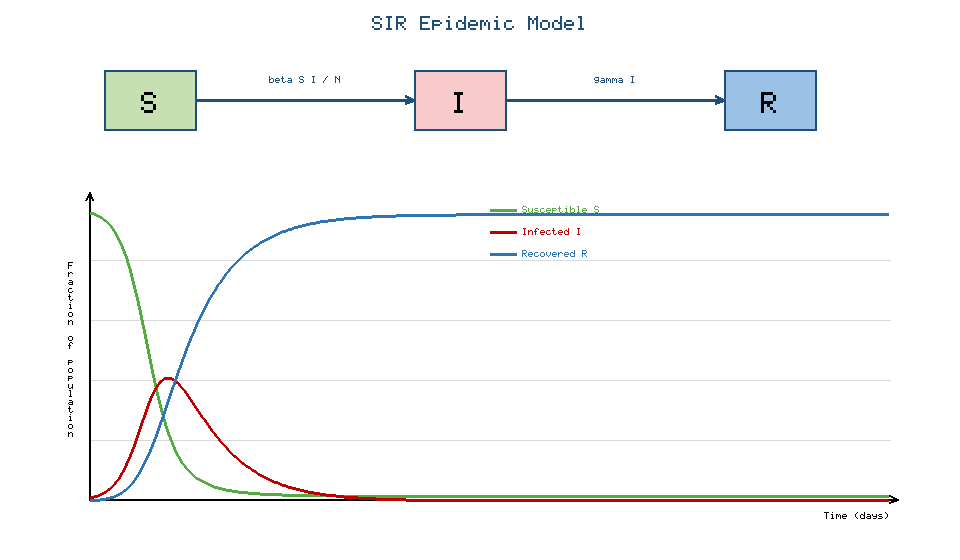 SIR Epidemic Model
beta S I / N
gamma I
S
I
R
Susceptible S
Infected I
Recovered R
Fraction of population
Time (days)